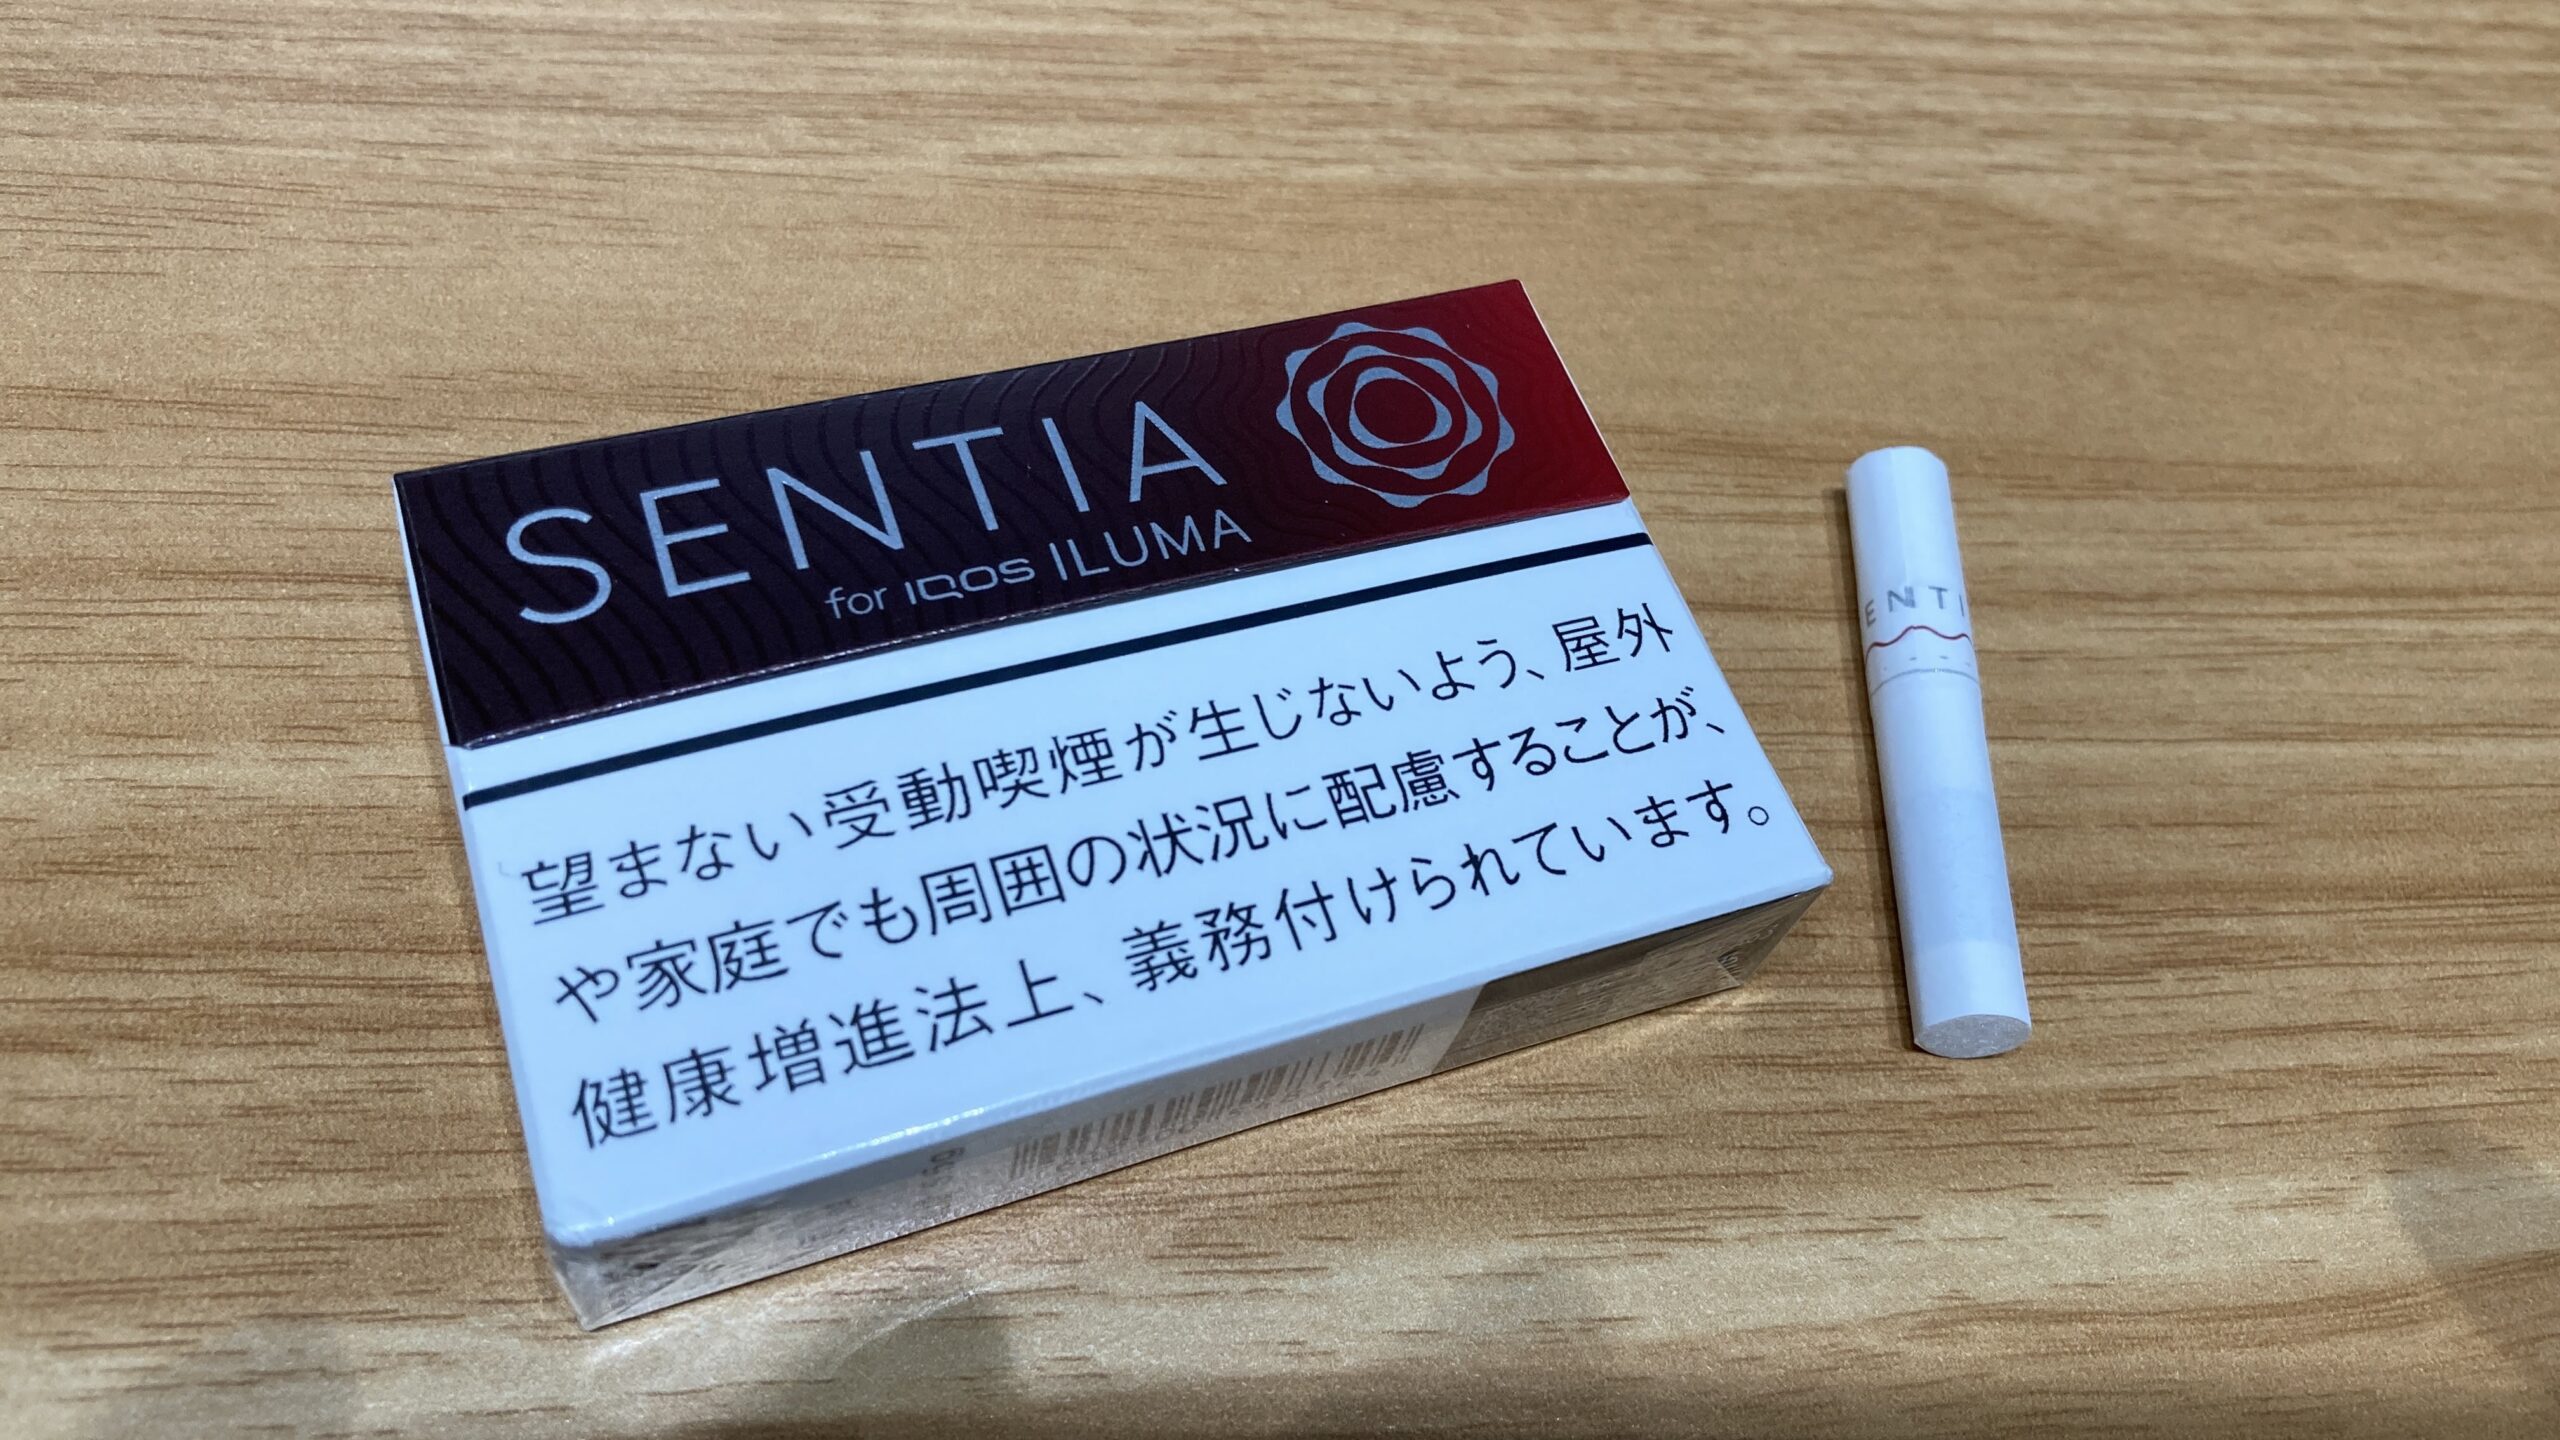 SENTIA
for IQOS ILUMA
望まない受動喫煙が生じないよう、屋外
や家庭でも周囲の状況に配慮することが、
健康増進法上、義務付けられています。
ENTI